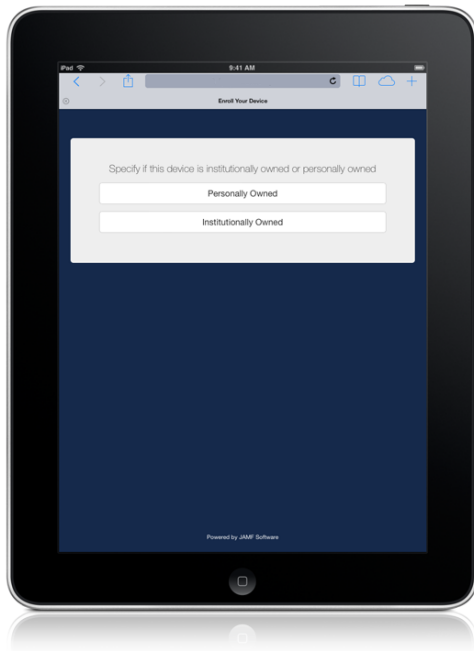 iPad
9:41 AM
Enroll Your Device
Specify if this device is institutionally owned or personally owned
Personally Owned
Institutionally Owned
Powered by JAMF Software